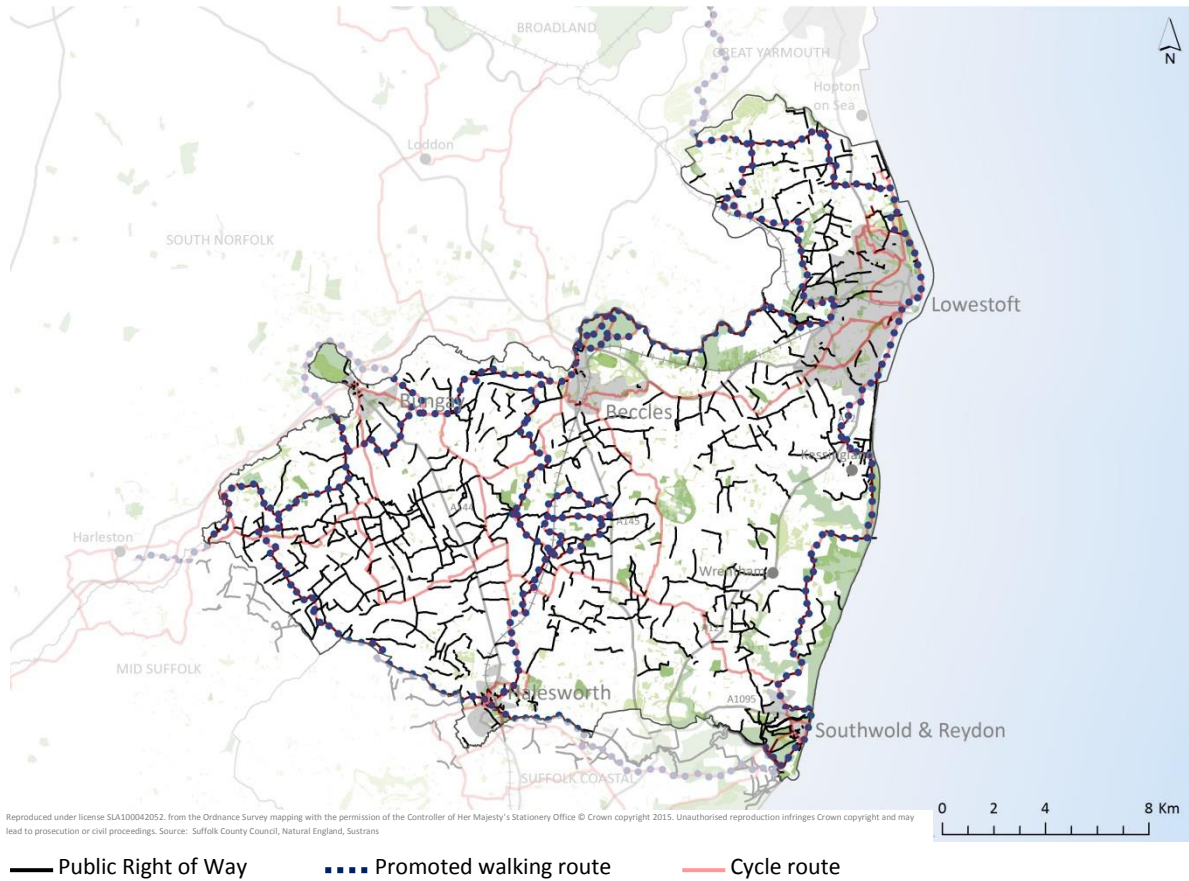 BROADLAND
GREAT YARMOUTH
N
Hopton
on Sea
Loddon
SOUTH NORFOLK
Lowestoft
Bungay
Beccles
Kessingland
A144
A145
Harleston
Wrentham
MID SUFFOLK
Halesworth
A1095
Southwold & Reydon
SUFFOLK COASTAL
Reproduced under license SLA100042052. from the Ordnance Survey mapping with the permission of the Controller of Her Majesty's Stationery Office © Crown copyright 2015. Unauthorised reproduction infringes Crown copyright and may
lead to prosecution or civil proceedings. Source: Suffolk County Council, Natural England, Sustrans
0 2 4 8 Km
Public Right of Way Promoted walking route Cycle route